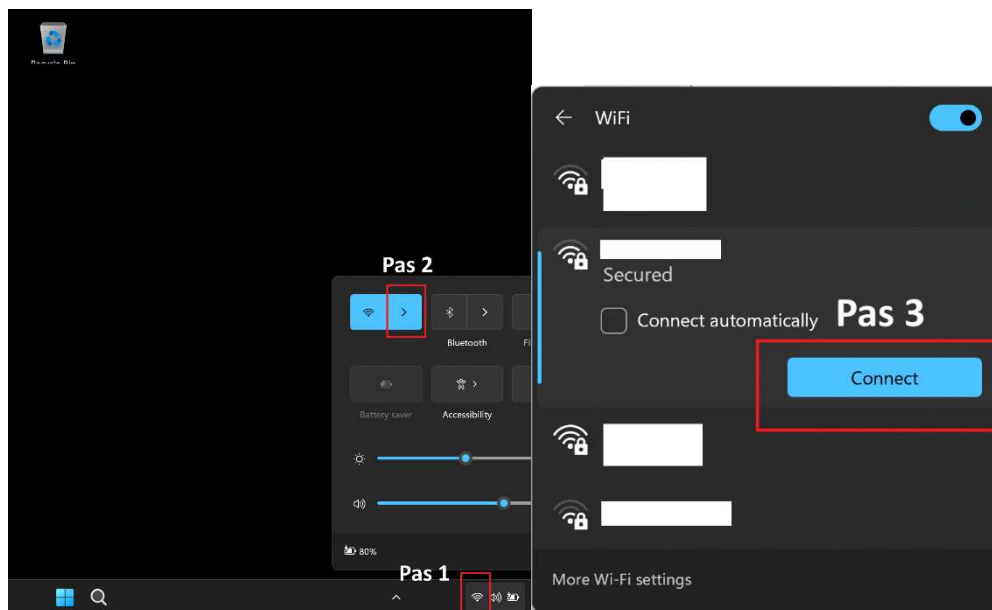 Recycle Bin
Pas 2
Bluetooth
Battery saver
Accessibility
80%
Pas 1
WiFi
Secured
Connect automatically
Pas 3
Connect
More Wi-Fi settings